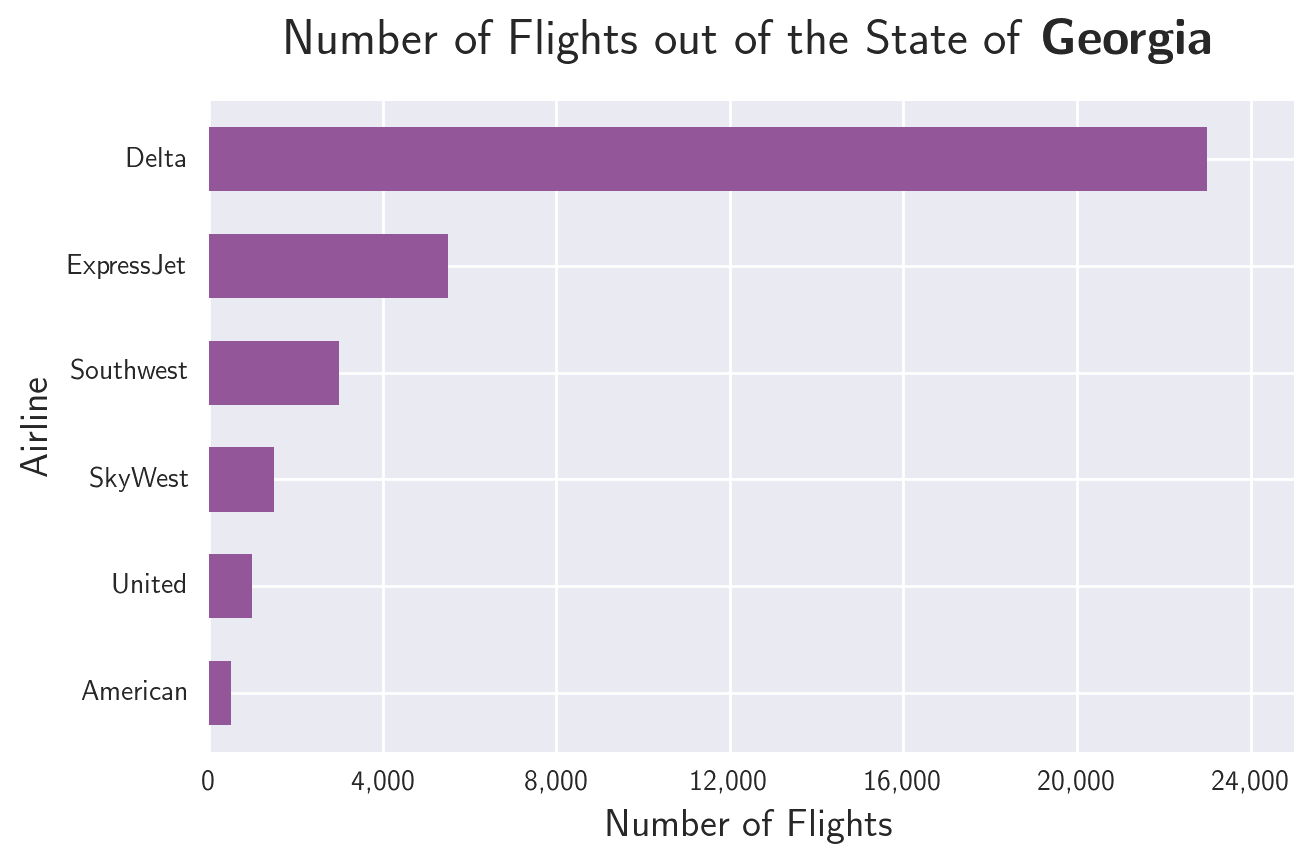 Number of Flights out of the State of Georgia
Delta
ExpressJet
Southwest
SkyWest
United
American
Airline
0 4,000 8,000 12,000 16,000 20,000 24,000
Number of Flights